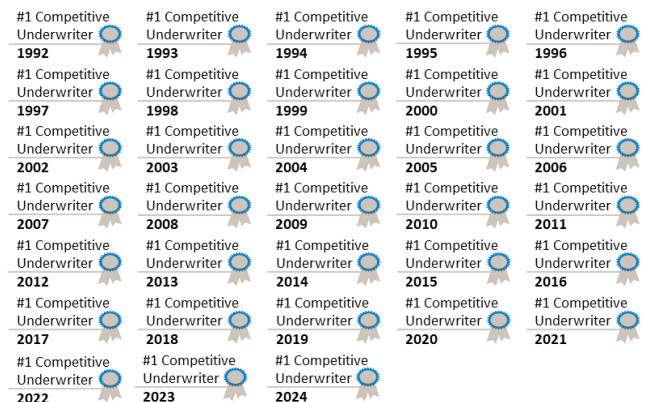 #1 Competitive
Underwriter
1992
#1 Competitive
Underwriter
1993
#1 Competitive
Underwriter
1994
#1 Competitive
Underwriter
1995
#1 Competitive
Underwriter
1996
#1 Competitive
Underwriter
1997
#1 Competitive
Underwriter
1998
#1 Competitive
Underwriter
1999
#1 Competitive
Underwriter
2000
#1 Competitive
Underwriter
2001
#1 Competitive
Underwriter
2002
#1 Competitive
Underwriter
2003
#1 Competitive
Underwriter
2004
#1 Competitive
Underwriter
2005
#1 Competitive
Underwriter
2006
#1 Competitive
Underwriter
2007
#1 Competitive
Underwriter
2008
#1 Competitive
Underwriter
2009
#1 Competitive
Underwriter
2010
#1 Competitive
Underwriter
2011
#1 Competitive
Underwriter
2012
#1 Competitive
Underwriter
2013
#1 Competitive
Underwriter
2014
#1 Competitive
Underwriter
2015
#1 Competitive
Underwriter
2016
#1 Competitive
Underwriter
2017
#1 Competitive
Underwriter
2018
#1 Competitive
Underwriter
2019
#1 Competitive
Underwriter
2020
#1 Competitive
Underwriter
2021
#1 Competitive
Underwriter
2022
#1 Competitive
Underwriter
2023
#1 Competitive
Underwriter
2024